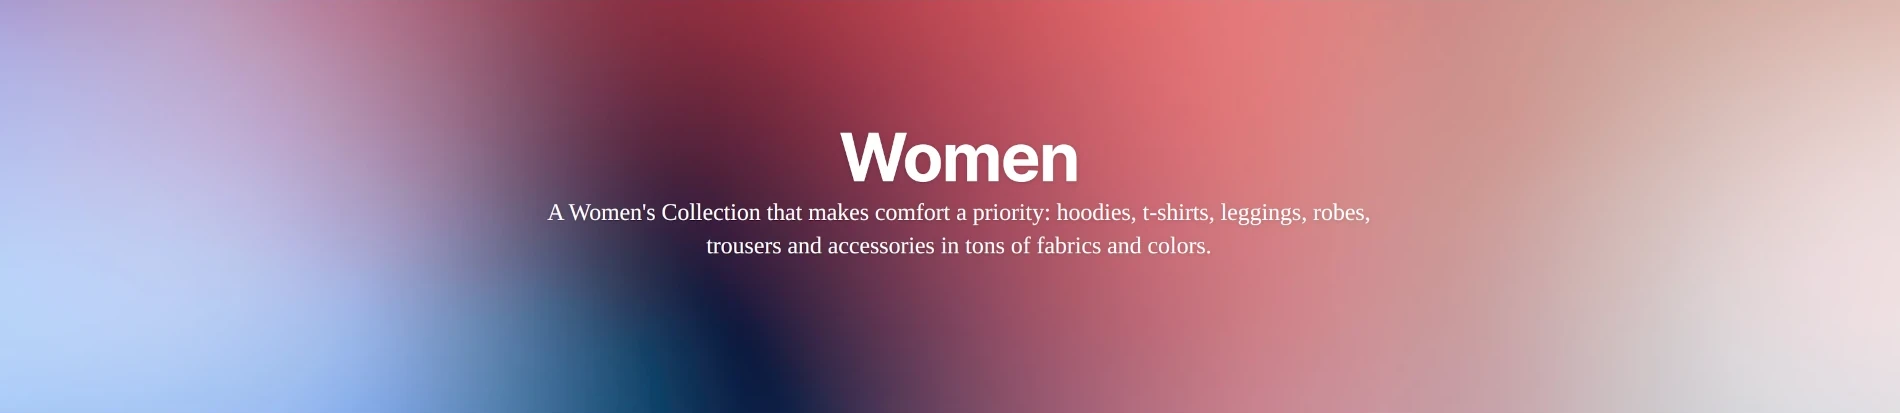 Women
A Women's Collection that makes comfort a priority: hoodies, t-shirts, leggings, robes,
trousers and accessories in tons of fabrics and colors.